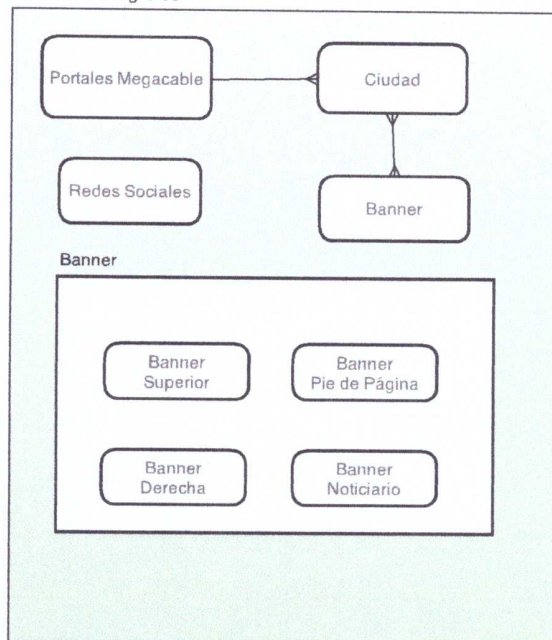 Portales Megacable
Ciudad
Redes Sociales
Banner
Banner
Banner
Superior
Banner
Pie de Página
Banner
Derecha
Banner
Noticiario